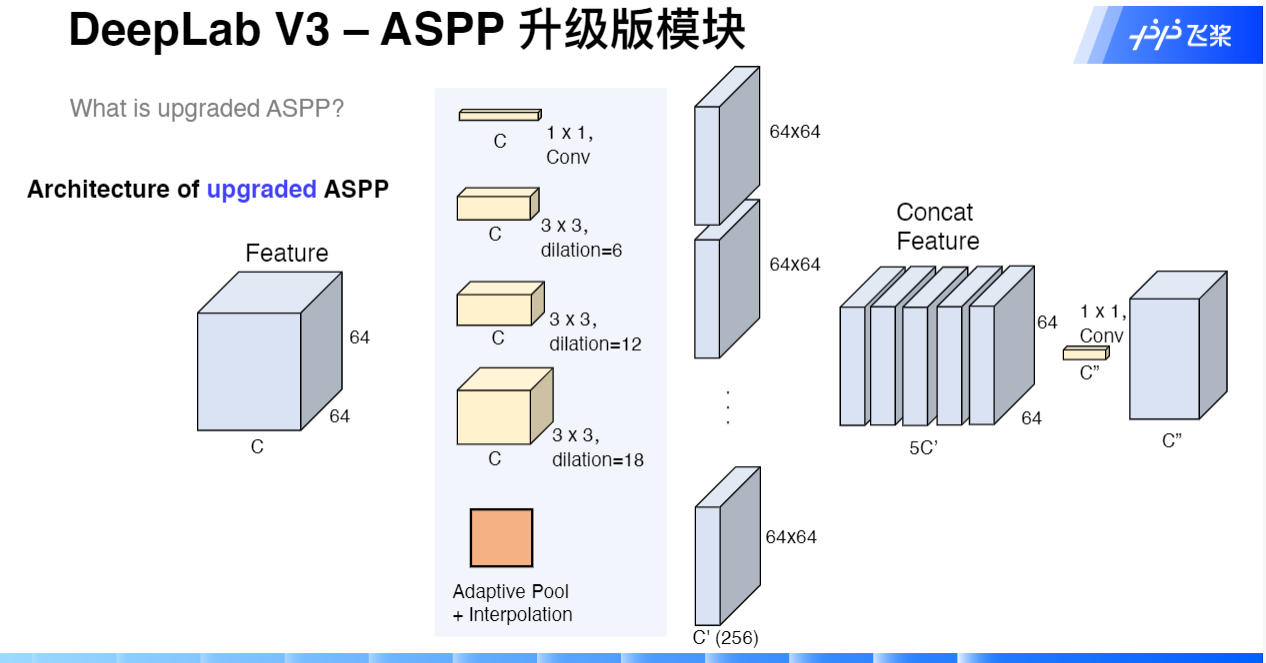 DeepLab V3 – ASPP 升级版模块
飞桨
What is upgraded ASPP?
Architecture of upgraded ASPP
Feature
64
64
C
C
1 x 1,
Conv
C
3 x 3,
dilation=6
C
3 x 3,
dilation=12
C
3 x 3,
dilation=18
Adaptive Pool
+ Interpolation
64x64
64x64
64x64
C' (256)
Concat
Feature
64
64
5C’
1 x 1,
Conv
C”
C”